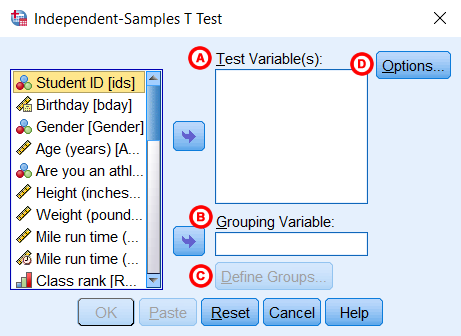 Independent-Samples T Test
A Test Variable(s):
D Options...
Student ID [ids]
Birthday [bday]
Gender [Gender]
Age (years) [A...
Are you an athl...
Height (inches...
Weight (pound...
Mile run time (...
Mile run time (...
Class rank [R...
B Grouping Variable:
C Define Groups...
OK Paste Reset Cancel Help